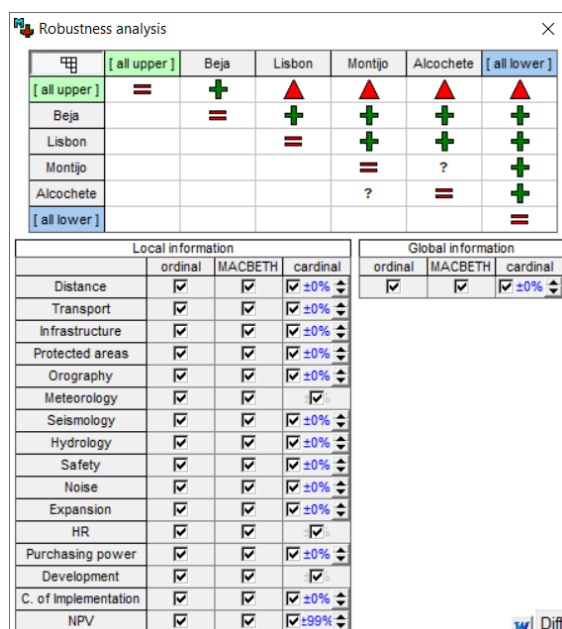 Robustness analysis
[ all upper ] Beja Lisbon Montijo Alcochete [ all lower ]
[ all upper ]
Beja
Lisbon
Montijo ?
Alcochete ?
[ all lower ]
Local information
ordinal MACBETH cardinal
Distance ±0%
Transport ±0%
Infrastructure ±0%
Protected areas ±0%
Orography ±0%
Meteorology
Seismology ±0%
Hydrology ±0%
Safety ±0%
Noise ±0%
Expansion ±0%
HR
Purchasing power ±0%
Development
C. of Implementation ±0%
NPV ±99%
Global information
ordinal MACBETH cardinal
±0%
Diff